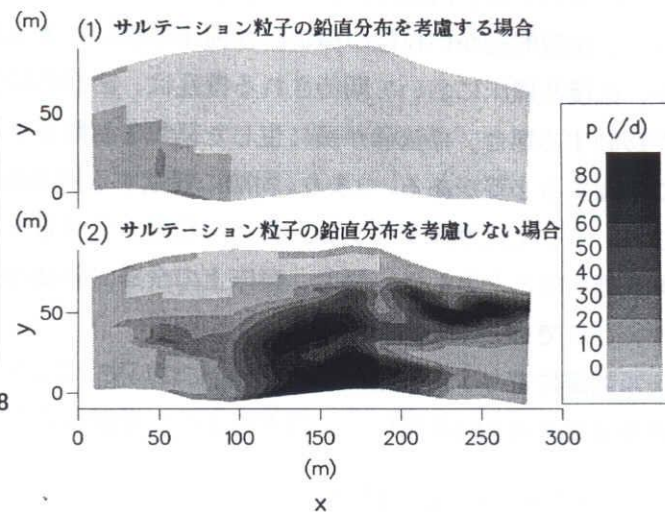 (m) (1) サルテーション粒子の鉛直分布を考慮する場合
50
y
0
p (/d)
80
70
60
50
40
30
20
10
0
(m) (2) サルテーション粒子の鉛直分布を考慮しない場合
50
y
0
8
0 50 100 150 200 250 300
(m)
x